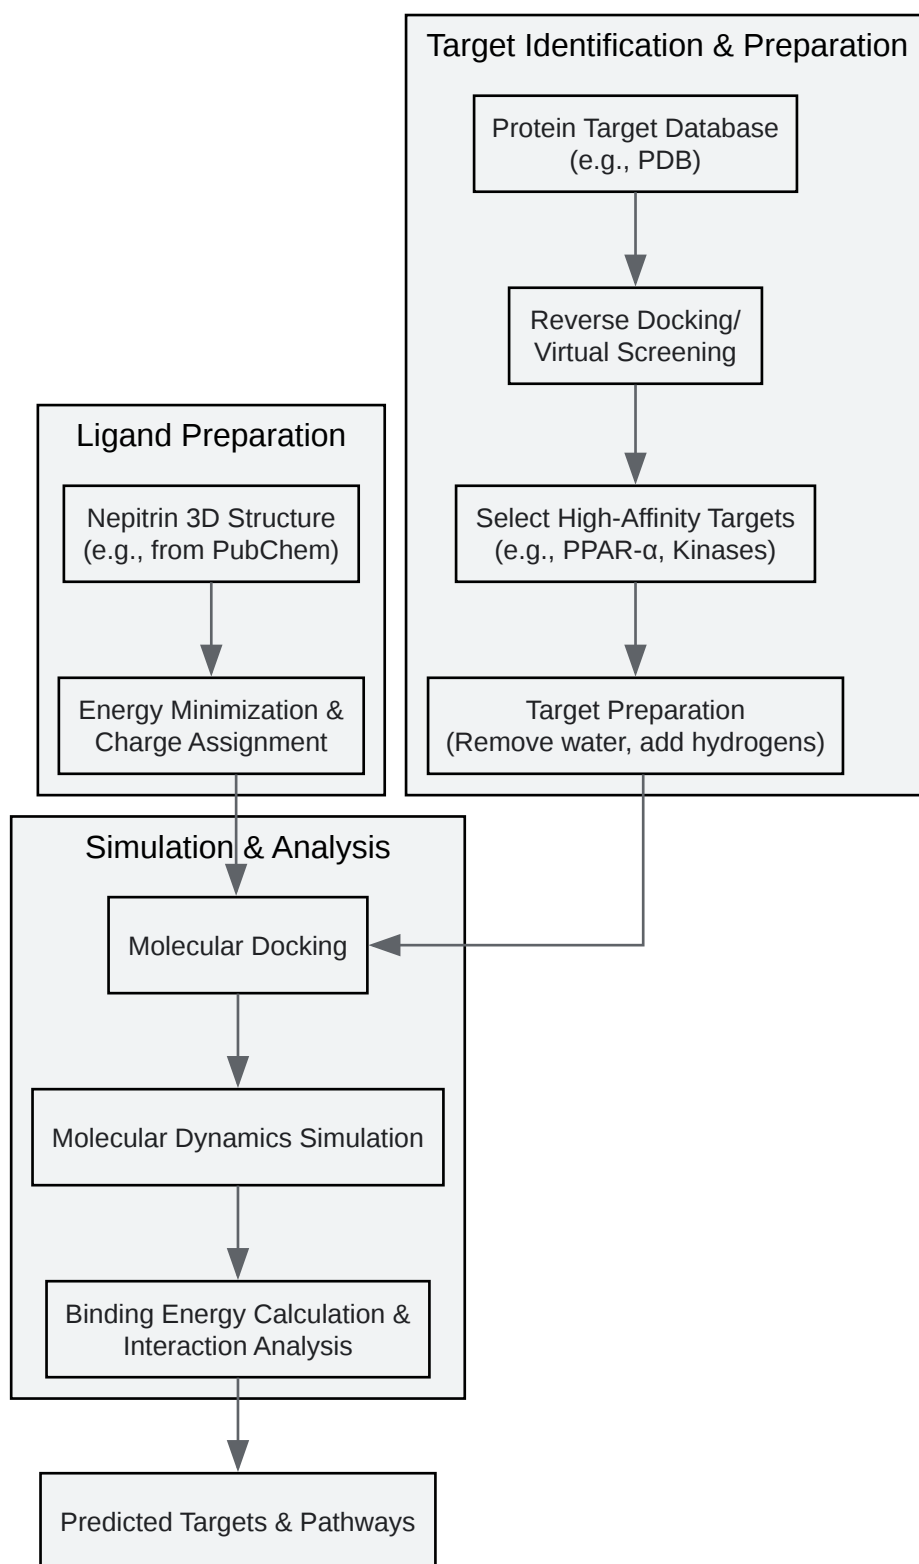 Target Identification & Preparation
Protein Target Database
(e.g., PDB)
Reverse Docking/
Virtual Screening
Select High-Affinity Targets
(e.g., PPAR-α, Kinases)
Target Preparation
(Remove water, add hydrogens)
Ligand Preparation
Nepitrin 3D Structure
(e.g., from PubChem)
Energy Minimization &
Charge Assignment
Simulation & Analysis
Molecular Docking
Molecular Dynamics Simulation
Binding Energy Calculation &
Interaction Analysis
Predicted Targets & Pathways